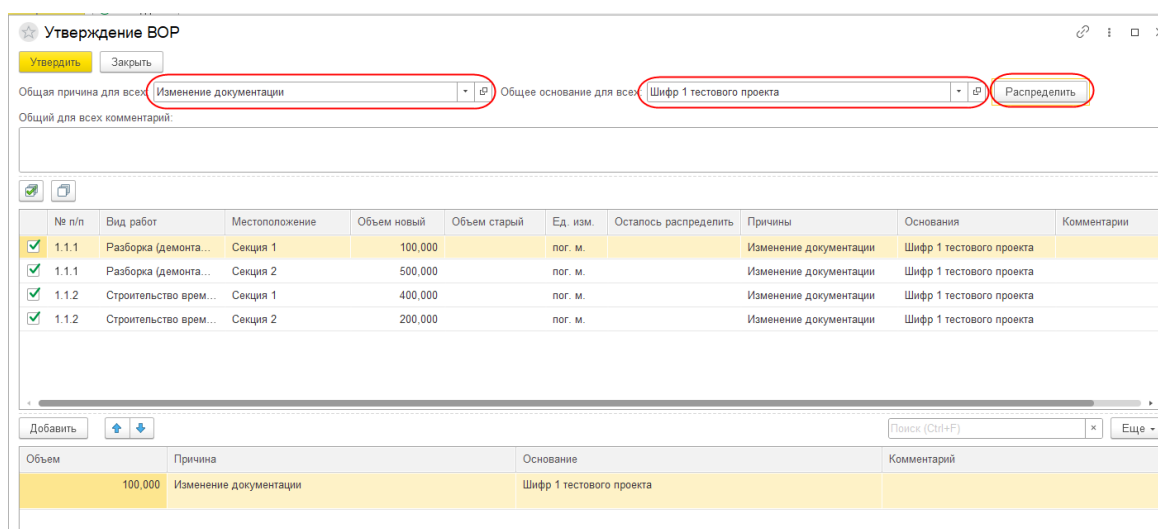 Утверждение ВОР
Утвердить Закрыть
Общая причина для всех: Изменение документации Общее основание для всех: Шифр 1 тестового проекта Распределить
Общий для всех комментарий:
№ п/п Вид работ Местоположение Объем новый Объем старый Ед. изм. Осталось распределить Причины Основания Комментарии
1.1.1 Разборка (демонта... Секция 1 100,000 пог. м. Изменение документации Шифр 1 тестового проекта
1.1.1 Разборка (демонта... Секция 2 500,000 пог. м. Изменение документации Шифр 1 тестового проекта
1.1.2 Строительство врем... Секция 1 400,000 пог. м. Изменение документации Шифр 1 тестового проекта
1.1.2 Строительство врем... Секция 2 200,000 пог. м. Изменение документации Шифр 1 тестового проекта
Добавить Поиск (Ctrl+F) × Еще
Объем Причина Основание Комментарий
100,000 Изменение документации Шифр 1 тестового проекта